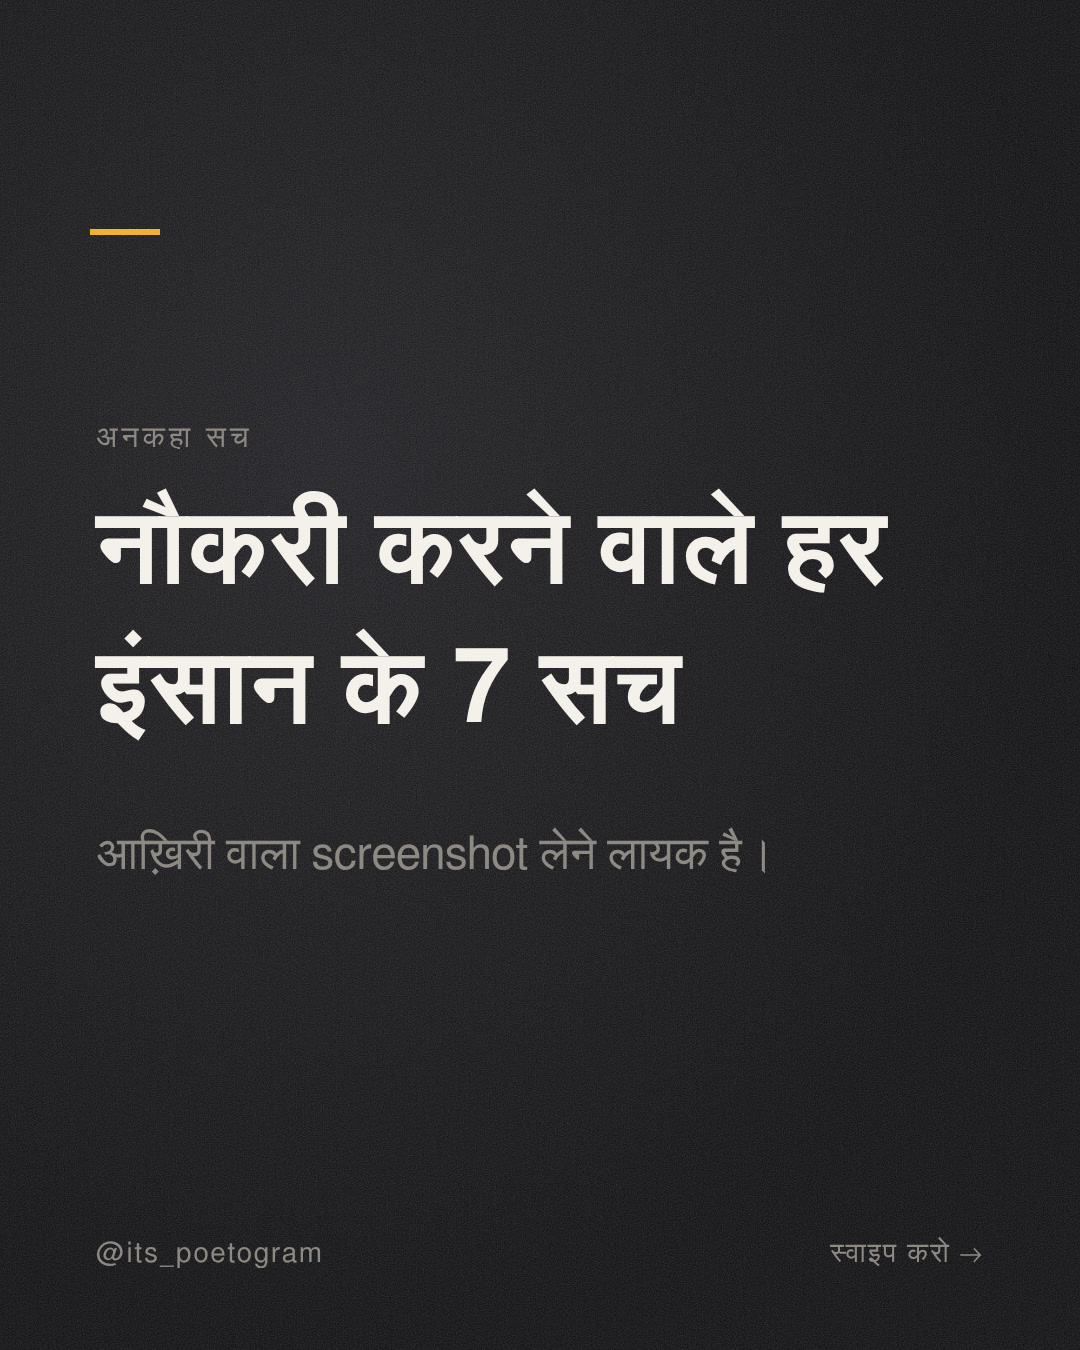 अनकहा सच
नौकरी करने वाले हर
इंसान के 7 सच
आख़िरी वाला screenshot लेने लायक है।
@its_poetogram
स्वाइप करो →